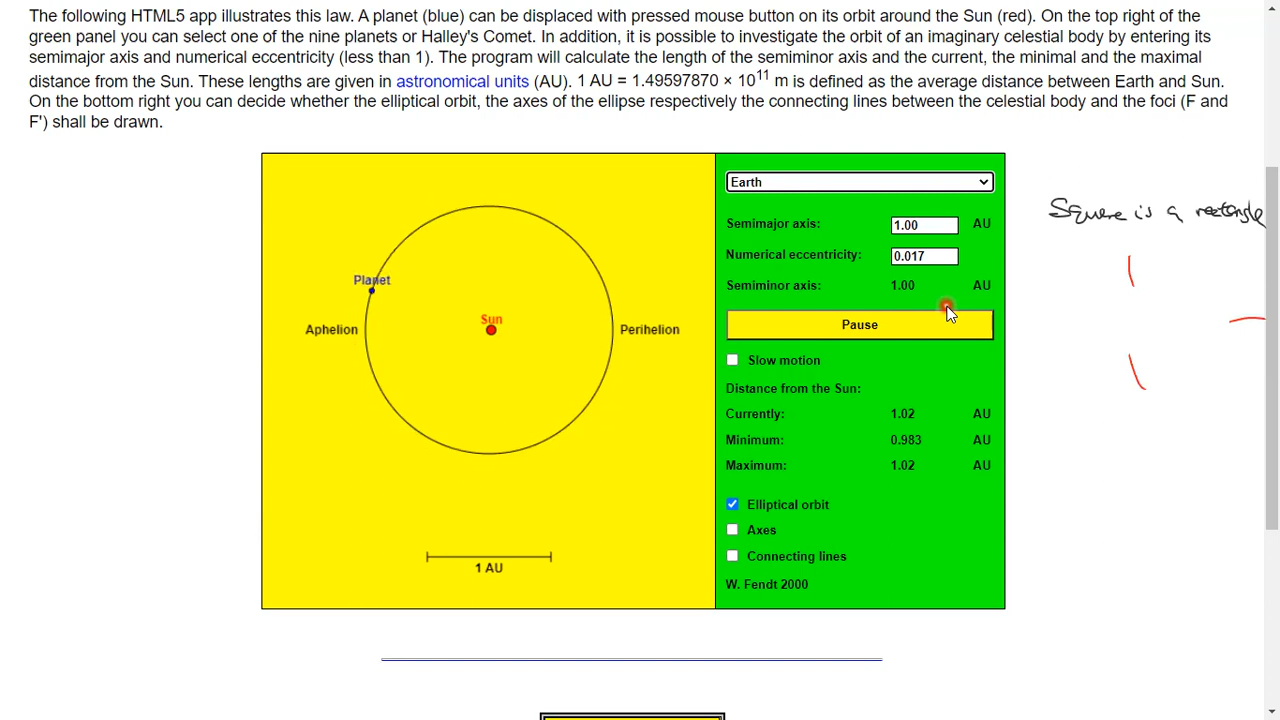 The following HTML5 app illustrates this law. A planet (blue) can be displaced with pressed mouse button on its orbit around the Sun (red). On the top right of the
green panel you can select one of the nine planets or Halley's Comet. In addition, it is possible to investigate the orbit of an imaginary celestial body by entering its
semimajor axis and numerical eccentricity (less than 1). The program will calculate the length of the semiminor axis and the current, the minimal and the maximal
distance from the Sun. These lengths are given in astronomical units (AU). 1 AU = 1.49597870 × 10¹¹ m is defined as the average distance between Earth and Sun.
On the bottom right you can decide whether the elliptical orbit, the axes of the ellipse respectively the connecting lines between the celestial body and the foci (F and
F') shall be drawn.
Planet
Sun
Aphelion
Perihelion
1 AU
Earth
Semimajor axis: 1.00 AU
Numerical eccentricity: 0.017
Semiminor axis: 1.00 AU
Pause
Slow motion
Distance from the Sun:
Currently: 1.02 AU
Minimum: 0.983 AU
Maximum: 1.02 AU
Elliptical orbit
Axes
Connecting lines
W. Fendt 2000
Square is a rectangle